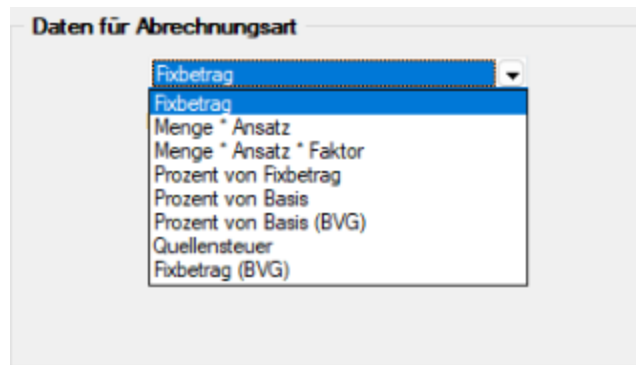 Daten für Abrechnungsart
Fixbetrag
Fixbetrag
Menge * Ansatz
Menge * Ansatz * Faktor
Prozent von Fixbetrag
Prozent von Basis
Prozent von Basis (BVG)
Quellensteuer
Fixbetrag (BVG)